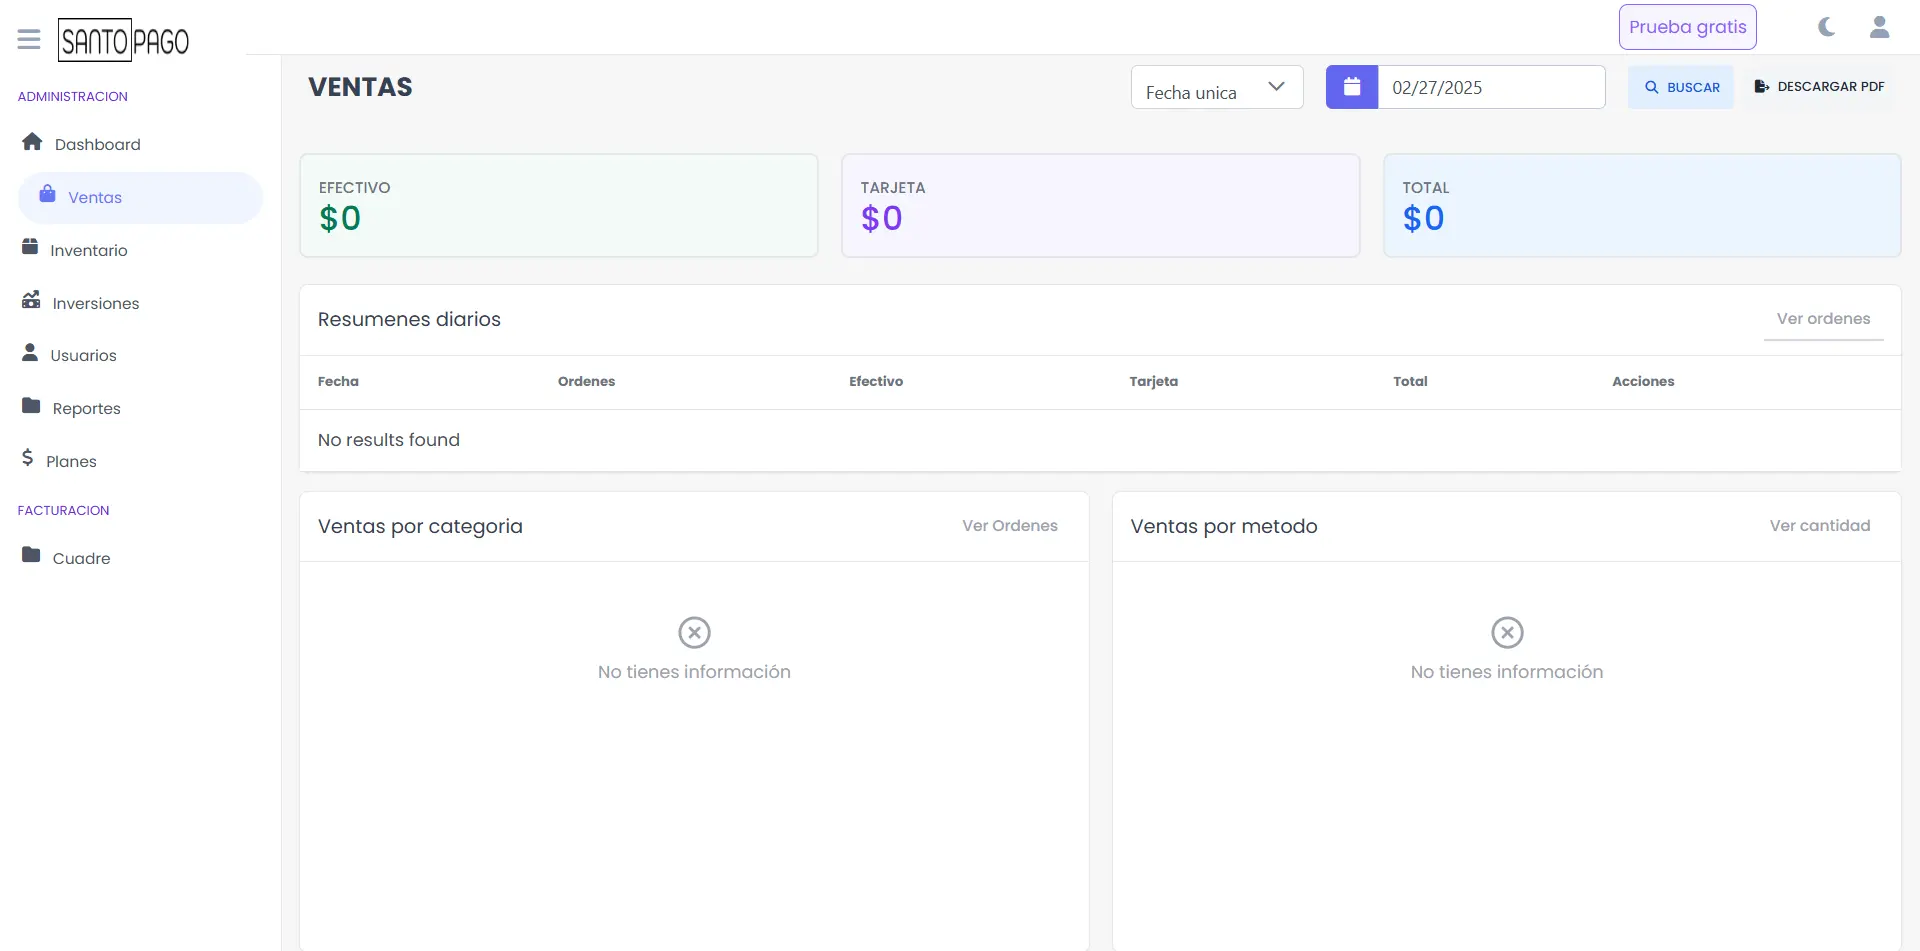 SANTO PAGO
Prueba gratis
ADMINISTRACION
Dashboard
Ventas
Inventario
Inversiones
Usuarios
Reportes
Planes
FACTURACION
Cuadre
VENTAS
Fecha unica
02/27/2025
BUSCAR
DESCARGAR PDF
EFECTIVO
$0
TARJETA
$0
TOTAL
$0
Resumenes diarios
Ver ordenes
Fecha Ordenes Efectivo Tarjeta Total Acciones
No results found
Ventas por categoria
Ver Ordenes
No tienes información
Ventas por metodo
Ver cantidad
No tienes información